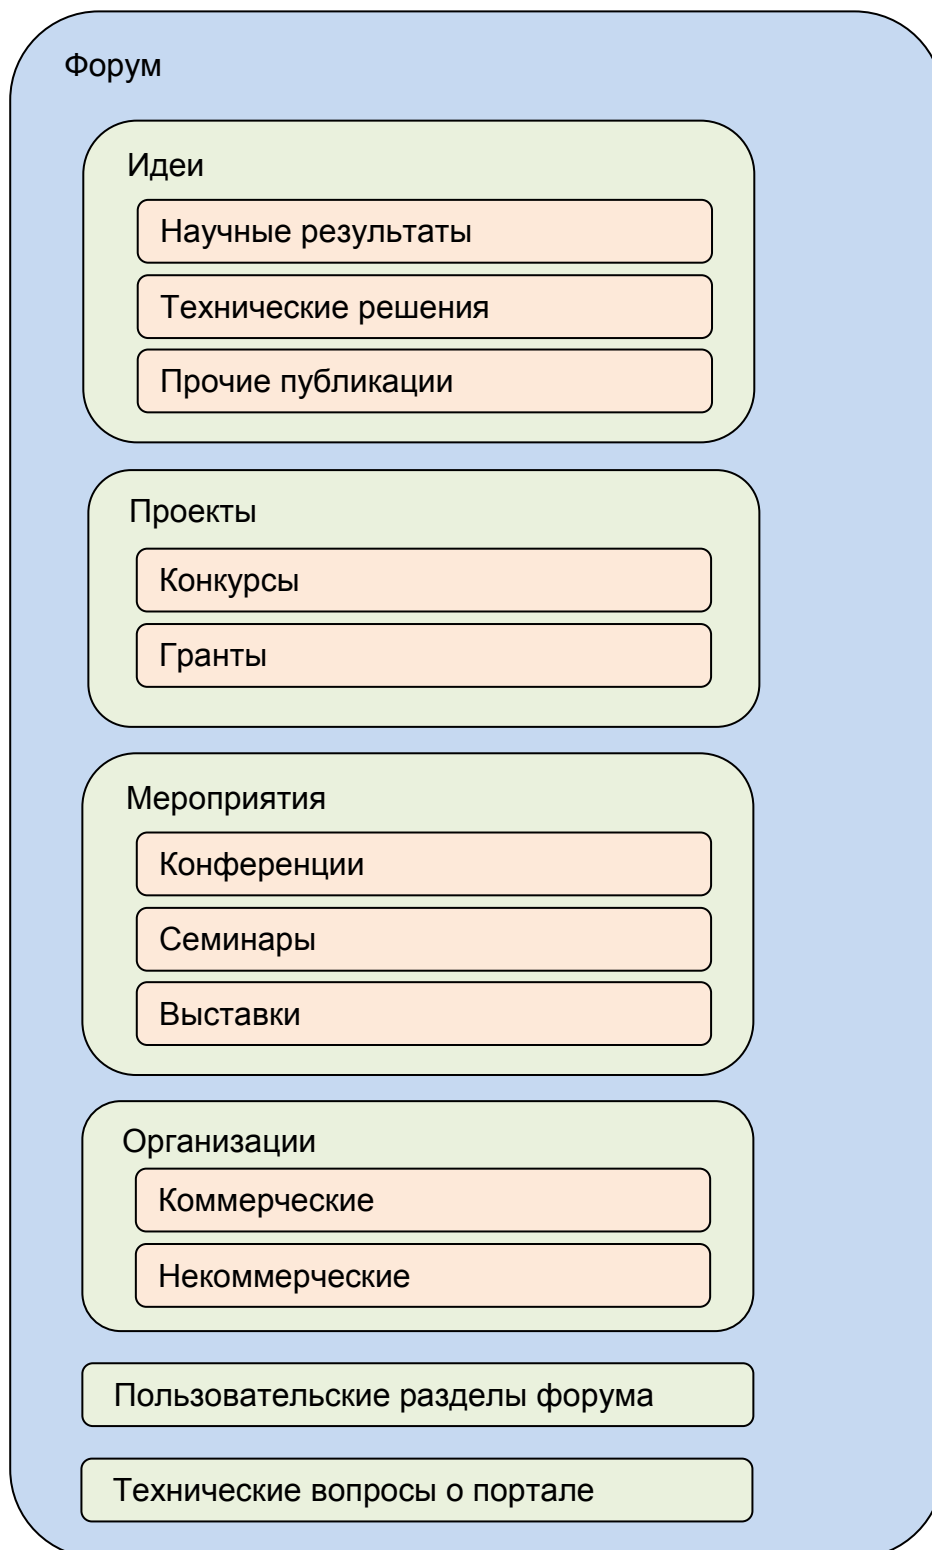 Форум
Идеи
Научные результаты
Технические решения
Прочие публикации
Проекты
Конкурсы
Гранты
Мероприятия
Конференции
Семинары
Выставки
Организации
Коммерческие
Некоммерческие
Пользовательские разделы форума
Технические вопросы о портале